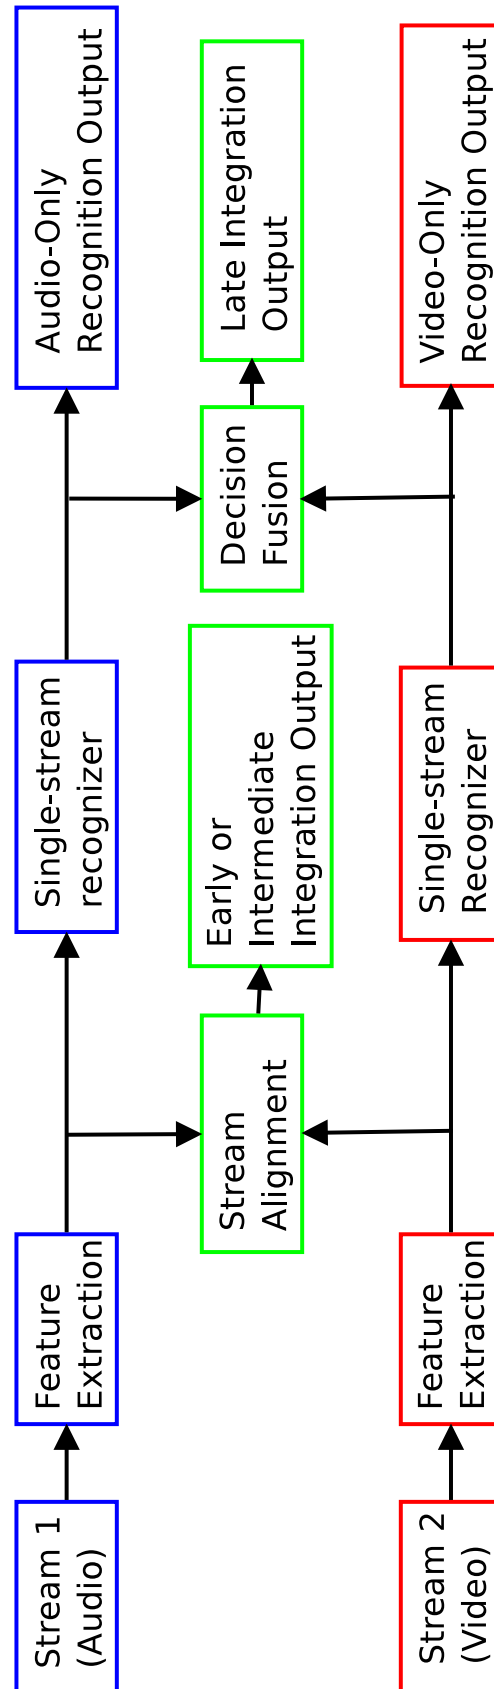 Stream 1
(Audio)
Feature
Extraction
Single-stream
recognizer
Audio-Only
Recognition Output
Stream
Alignment
Early or
Intermediate
Integration Output
Decision
Fusion
Late Integration
Output
Stream 2
(Video)
Feature
Extraction
Single-stream
Recognizer
Video-Only
Recognition Output